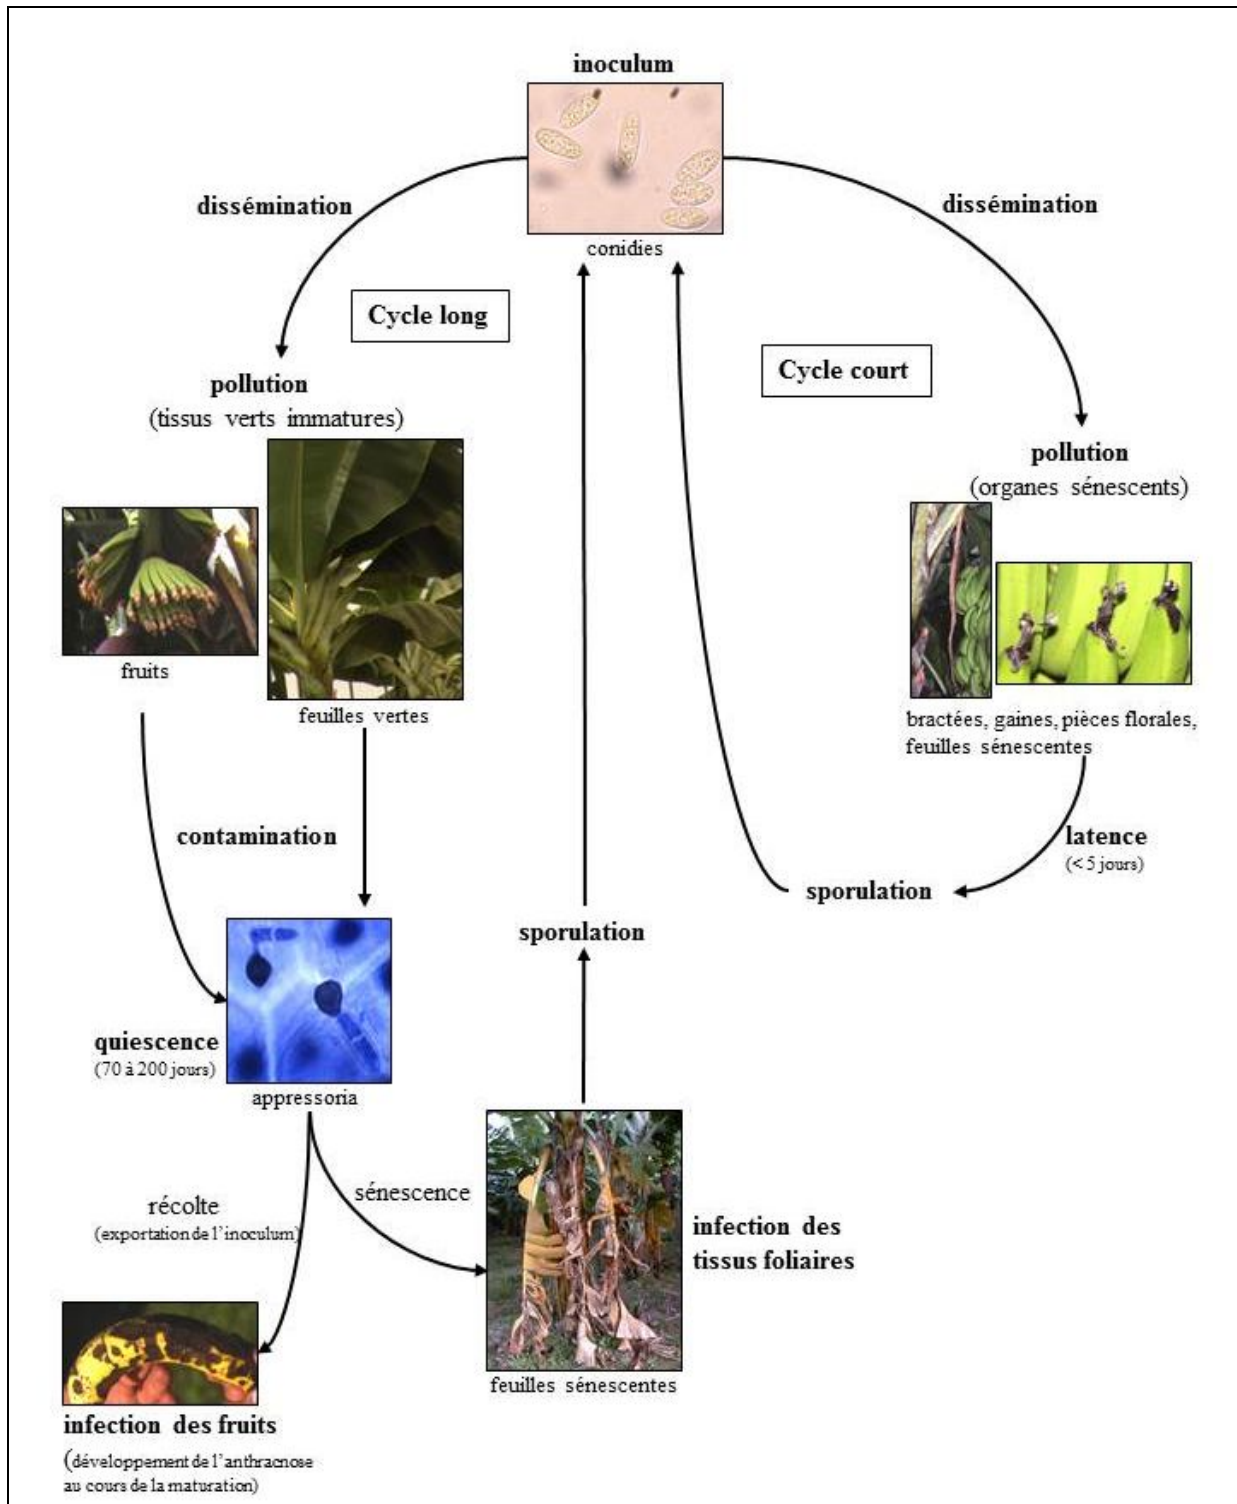 inoculum
conidies
dissémination
dissémination
Cycle long
Cycle court
pollution
(tissus verts immatures)
fruits
feuilles vertes
pollution
(organes sénescents)
bractées, gaines, pièces florales,
feuilles sénescentes
latence
(< 5 jours)
sporulation
contamination
sporulation
quiescence
(70 à 200 jours)
appressoria
récolte
(exportation de l'inoculum)
sénescence
infection des
tissus foliaires
feuilles sénescentes
infection des fruits
(développement de l'anthracnose
au cours de la maturation)